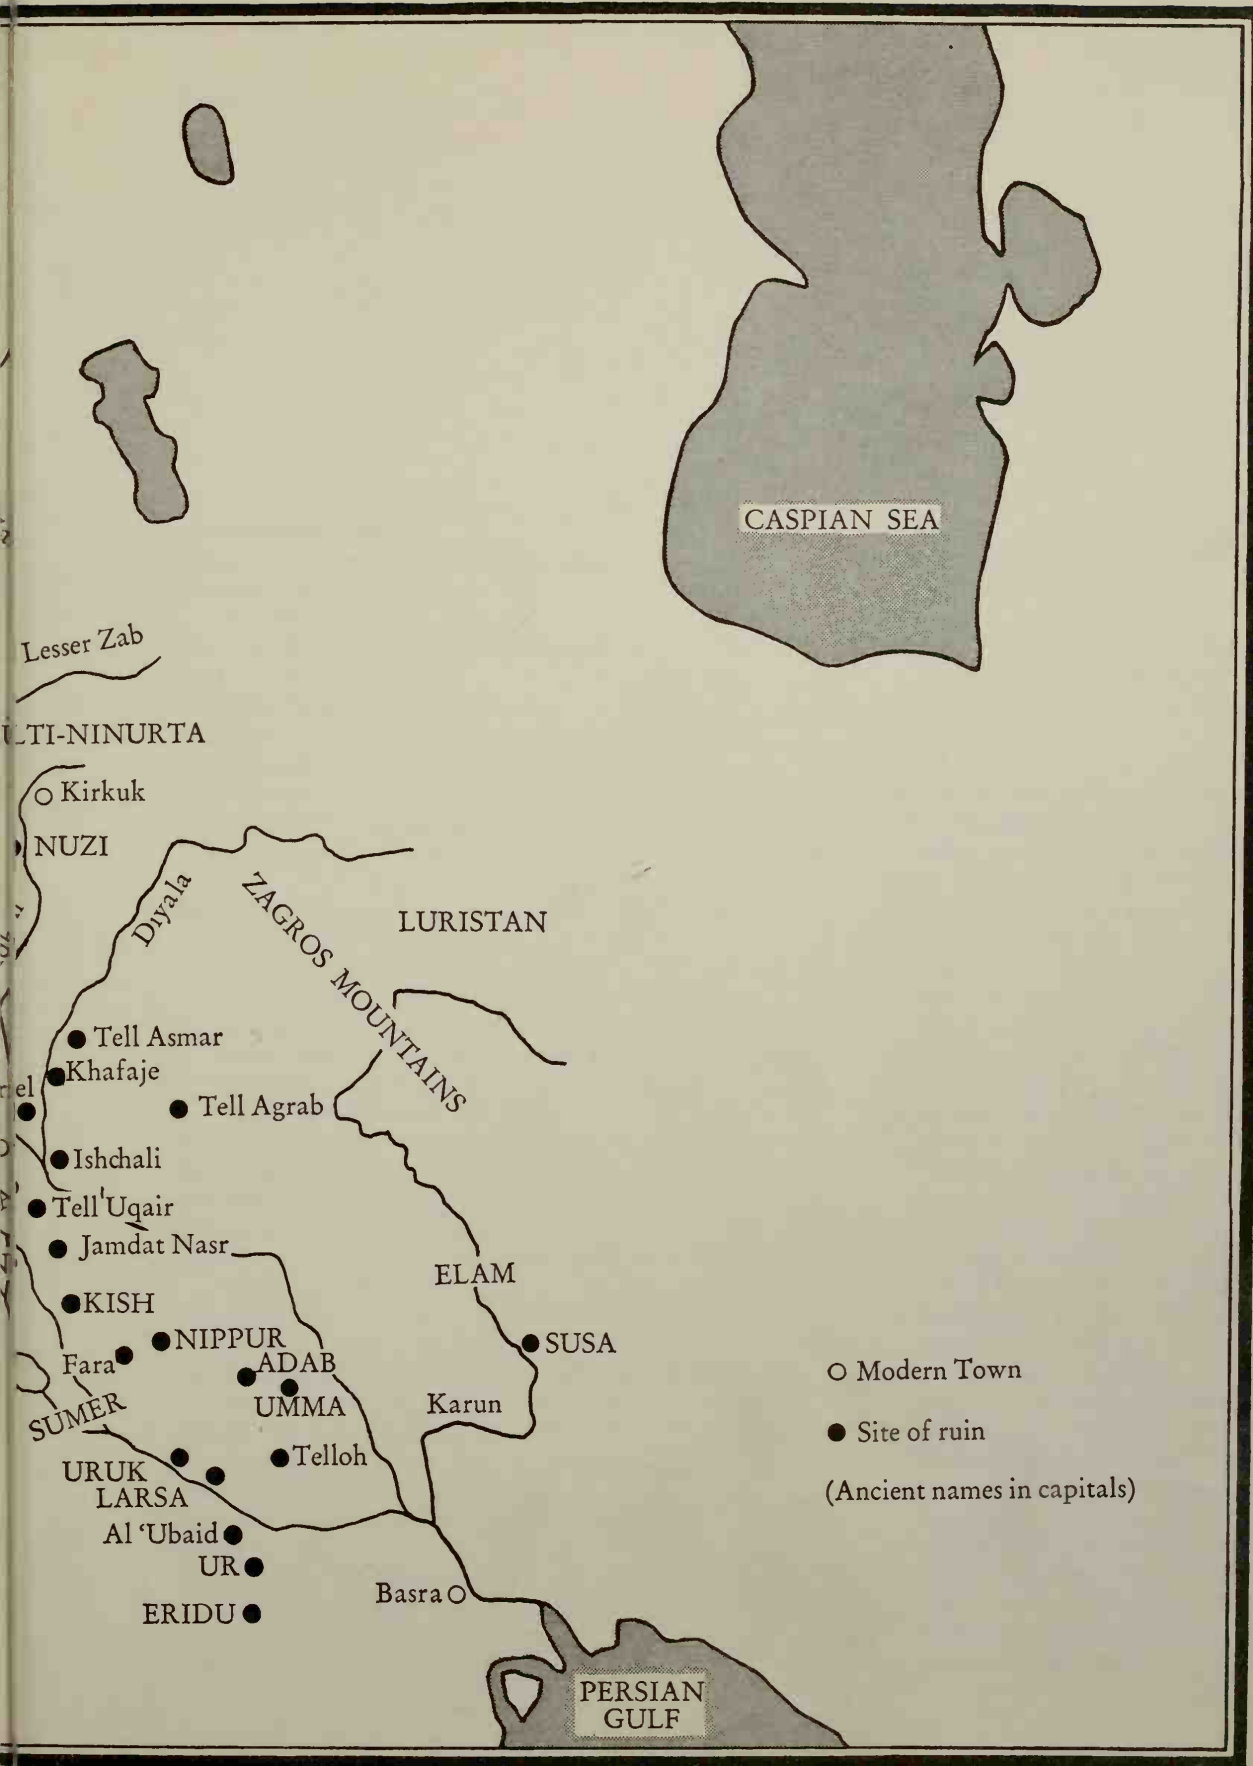 CASPIAN SEA
Lesser Zab
LTI-NINURTA
Kirkuk
NUZI
Diyala
ZAGROS MOUNTAINS
LURISTAN
Tell Asmar
Khafaje
el
Tell Agrab
Ishchali
Tell 'Uqair
Jamdat Nasr
ELAM
KISH
NIPPUR
SUSA
Fara
ADAB
UMMA
Karun
SUMER
Telloh
URUK
LARSA
Al ‘Ubaid
UR
Basra
ERIDU
PERSIAN
GULF
Modern Town
Site of ruin
(Ancient names in capitals)